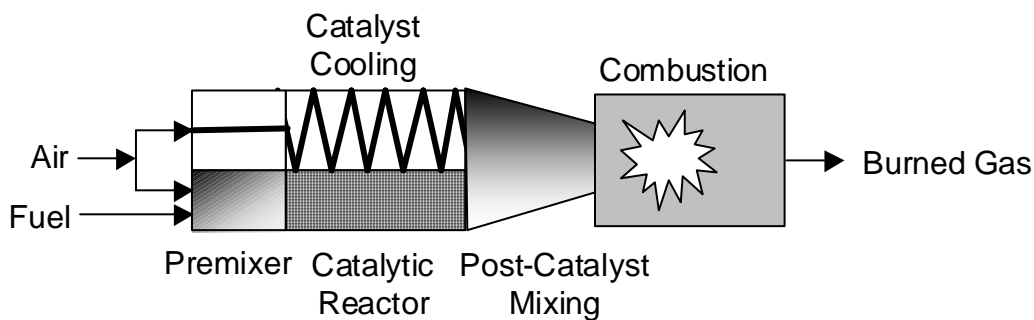 Catalyst
Cooling
Combustion
Air
Fuel
Burned Gas
Premixer
Catalytic
Reactor
Post-Catalyst
Mixing